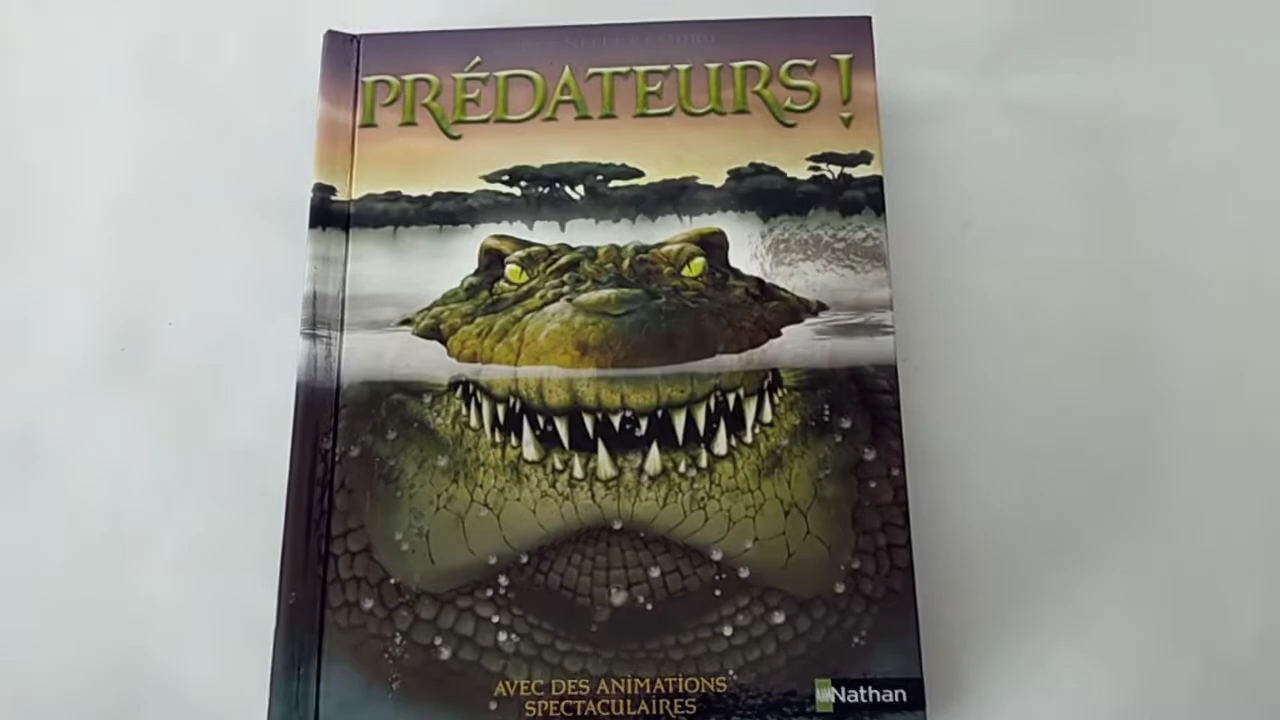 PRÉDATEURS !
AVEC DES ANIMATIONS
SPECTACULAIRES
Nathan